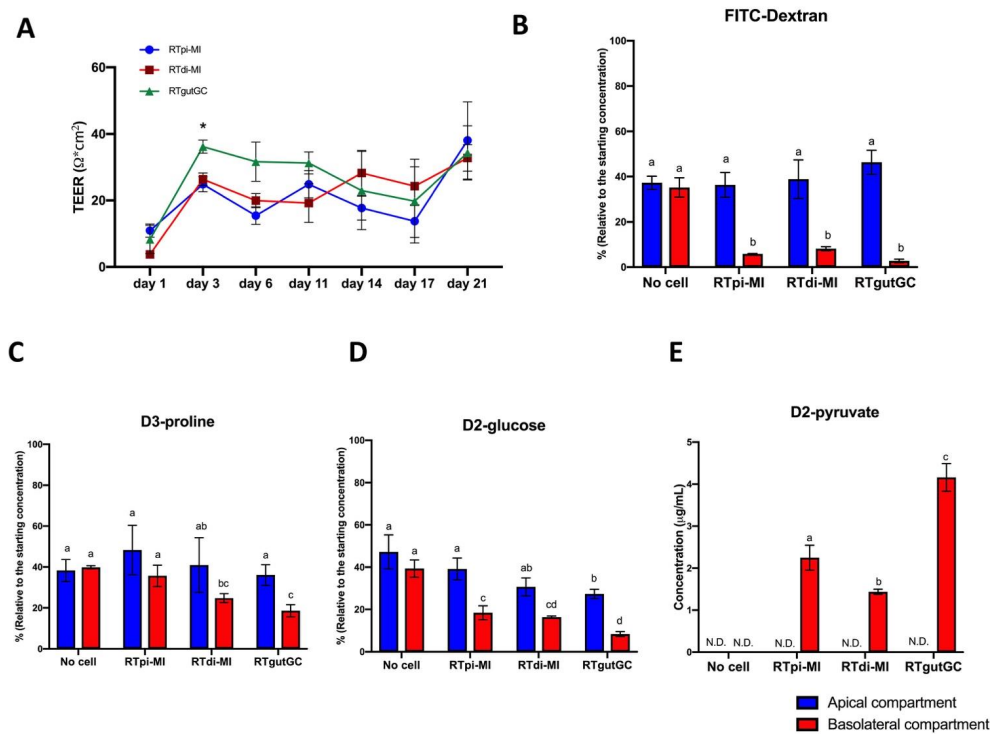 A
RTpi-MI
RTdi-MI
RTgutGC
TEER (Ω*cm²)
60
40
20
0
*
day 1 day 3 day 6 day 11 day 14 day 17 day 21
B
FITC-Dextran
% (Relative to the starting concentration)
100
80
60
40
20
0
a a a b a b a b
No cell RTpi-MI RTdi-MI RTgutGC
C
D3-proline
% (Relative to the starting concentration)
100
80
60
40
20
0
a a a a ab bc a c
No cell RTpi-MI RTdi-MI RTgutGC
D
D2-glucose
% (Relative to the starting concentration)
100
80
60
40
20
0
a a a c ab cd b d
No cell RTpi-MI RTdi-MI RTgutGC
E
D2-pyruvate
Concentration (μg/mL)
5
4
3
2
1
0
N.D. N.D. N.D. a N.D. b N.D. c
No cell RTpi-MI RTdi-MI RTgutGC
Apical compartment
Basolateral compartment